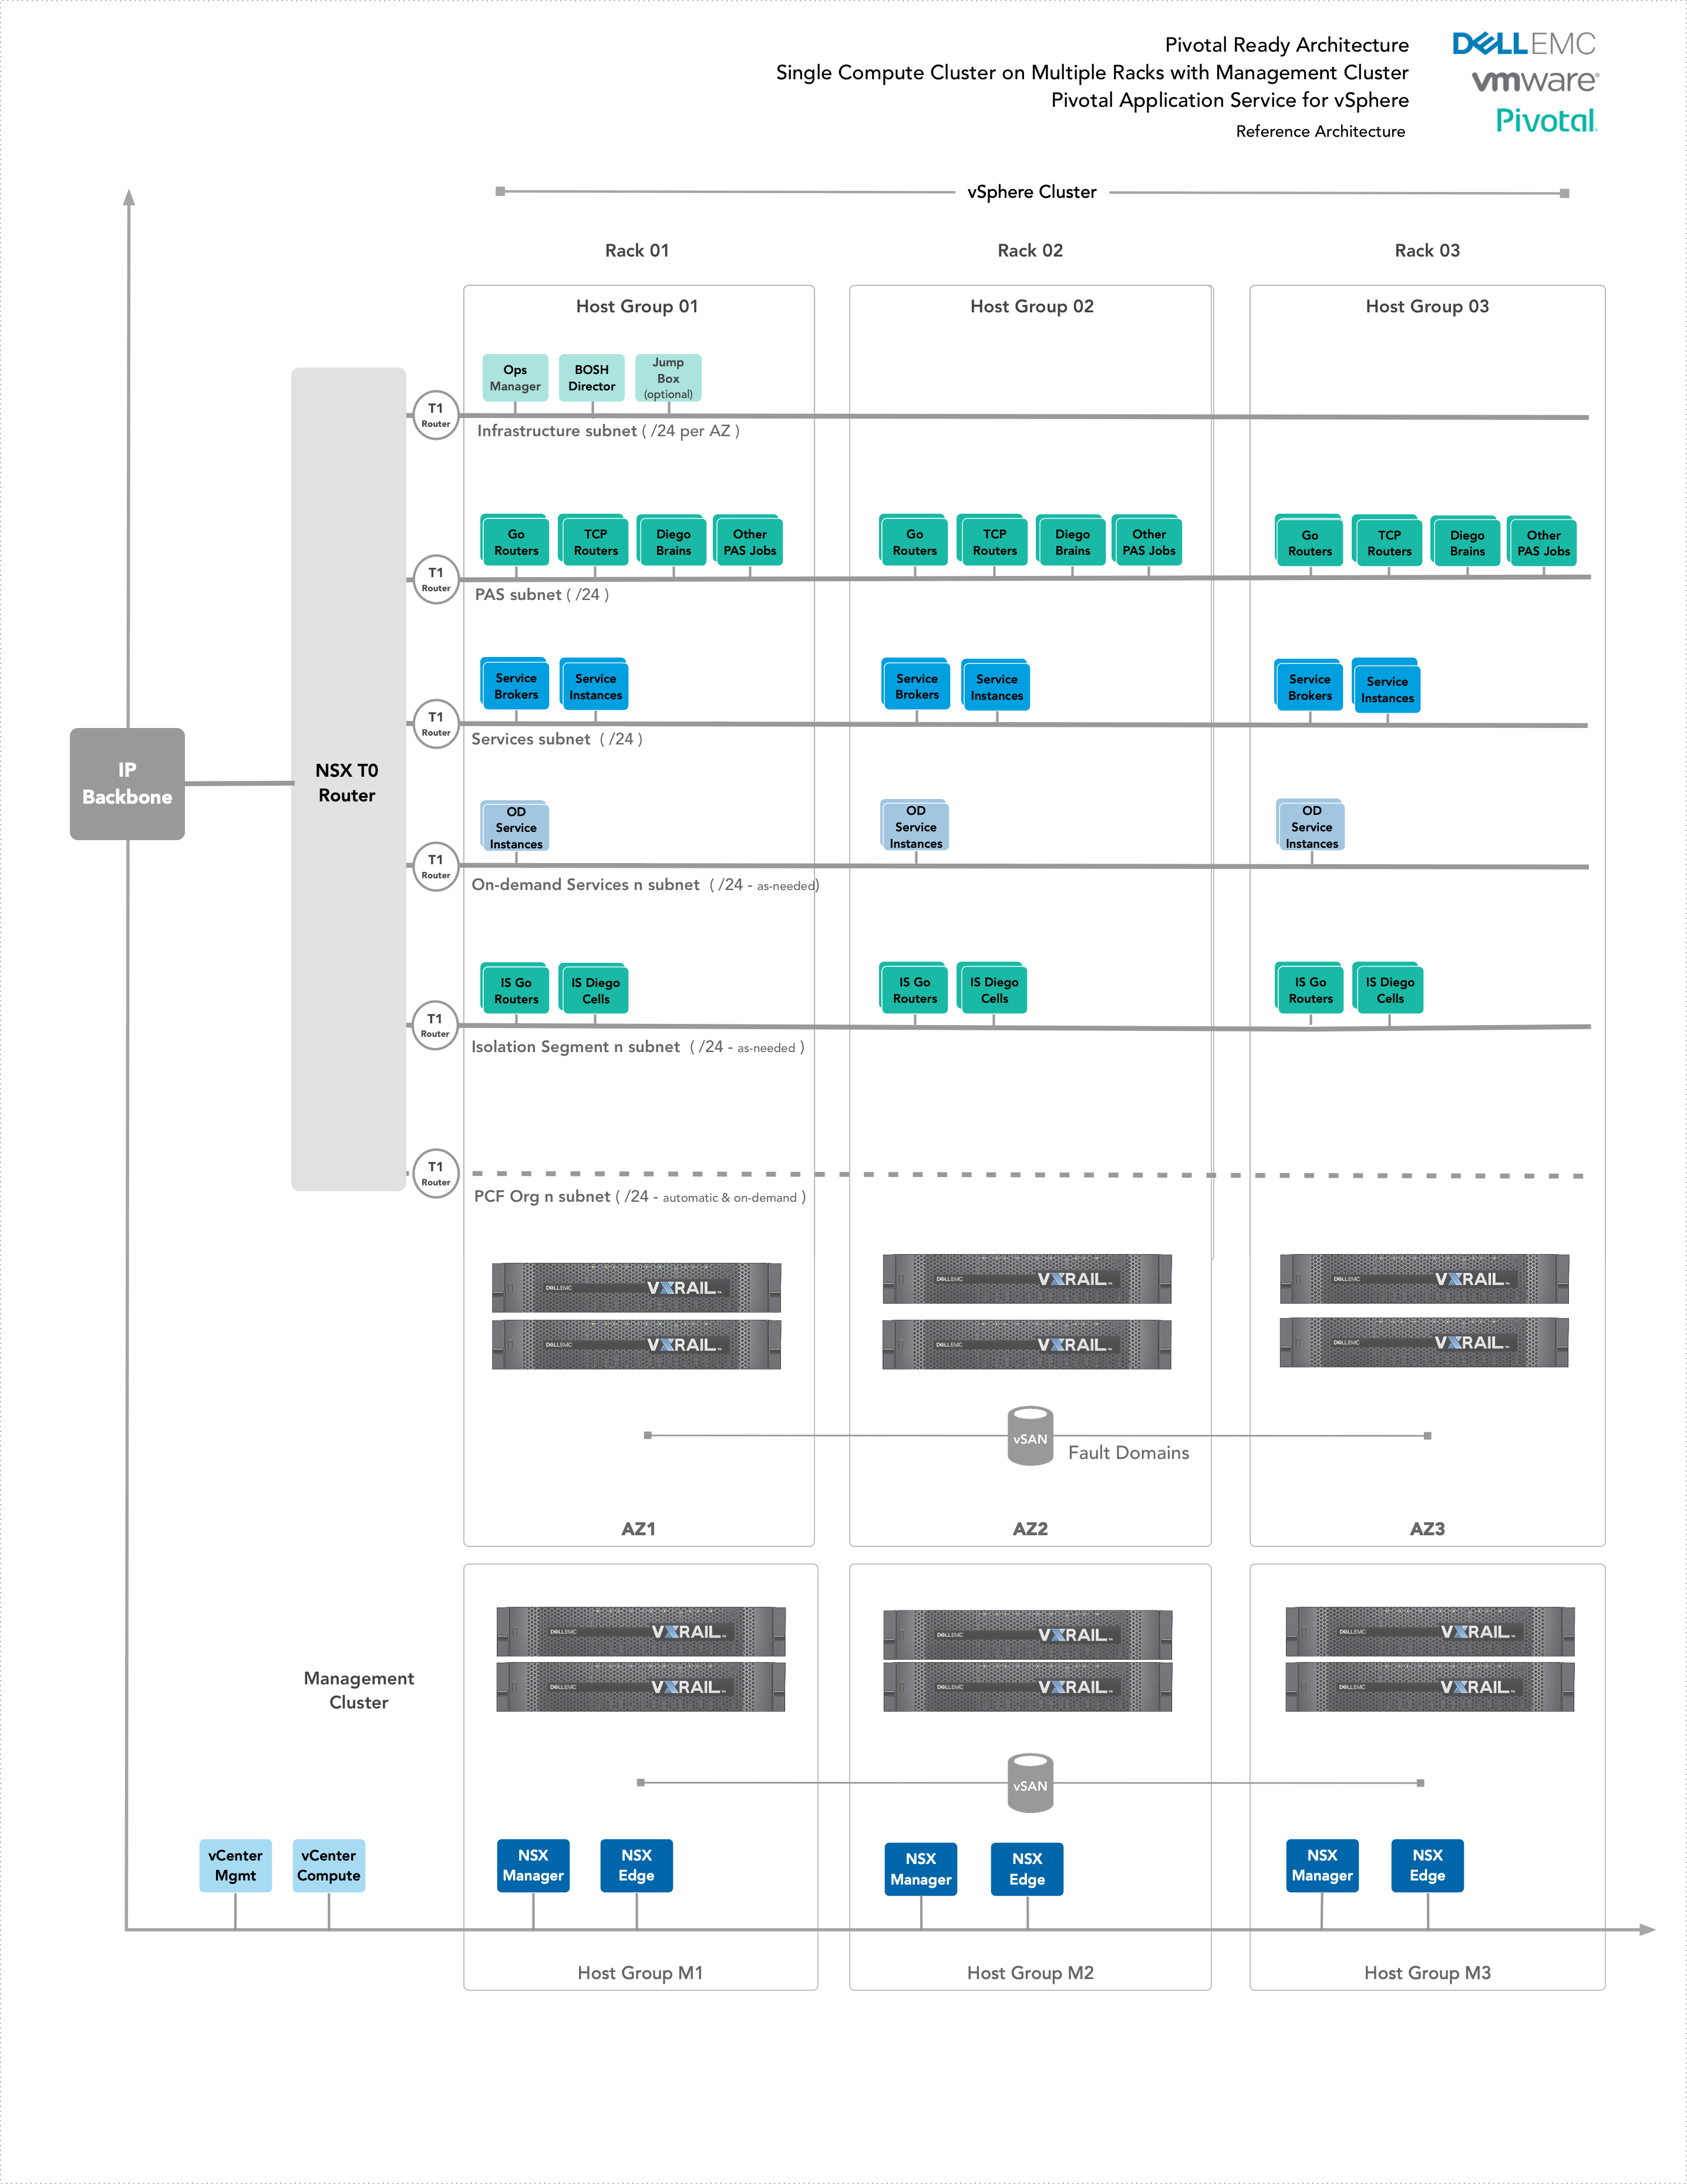 Pivotal Ready Architecture
Single Compute Cluster on Multiple Racks with Management Cluster
Pivotal Application Service for vSphere
Reference Architecture
DELLEMC
vmware®
Pivotal
vSphere Cluster
Rack 01
Rack 02
Rack 03
Host Group 01
Host Group 02
Host Group 03
Ops
Manager
BOSH
Director
Jump
Box
(optional)
T1
Router
Infrastructure subnet ( /24 per AZ )
Go
Routers
TCP
Routers
Diego
Brains
Other
PAS Jobs
Go
Routers
TCP
Routers
Diego
Brains
Other
PAS Jobs
Go
Routers
TCP
Routers
Diego
Brains
Other
PAS Jobs
T1
Router
PAS subnet ( /24 )
Service
Brokers
Service
Instances
Service
Brokers
Service
Instances
Service
Brokers
Service
Instances
T1
Router
Services subnet ( /24 )
IP
Backbone
NSX T0
Router
OD
Service
Instances
OD
Service
Instances
OD
Service
Instances
T1
Router
On-demand Services n subnet ( /24 - as-needed)
IS Go
Routers
IS Diego
Cells
IS Go
Routers
IS Diego
Cells
IS Go
Routers
IS Diego
Cells
T1
Router
Isolation Segment n subnet ( /24 - as-needed )
T1
Router
PCF Org n subnet ( /24 - automatic & on-demand )
DELLEMC VXRAIL
DELLEMC VXRAIL
DELLEMC VXRAIL
DELLEMC VXRAIL
DELLEMC VXRAIL
DELLEMC VXRAIL
vSAN
Fault Domains
AZ1
AZ2
AZ3
Management
Cluster
DELLEMC VXRAIL
DELLEMC VXRAIL
DELLEMC VXRAIL
DELLEMC VXRAIL
DELLEMC VXRAIL
DELLEMC VXRAIL
vSAN
vCenter
Mgmt
vCenter
Compute
NSX
Manager
NSX
Edge
NSX
Manager
NSX
Edge
NSX
Manager
NSX
Edge
Host Group M1
Host Group M2
Host Group M3